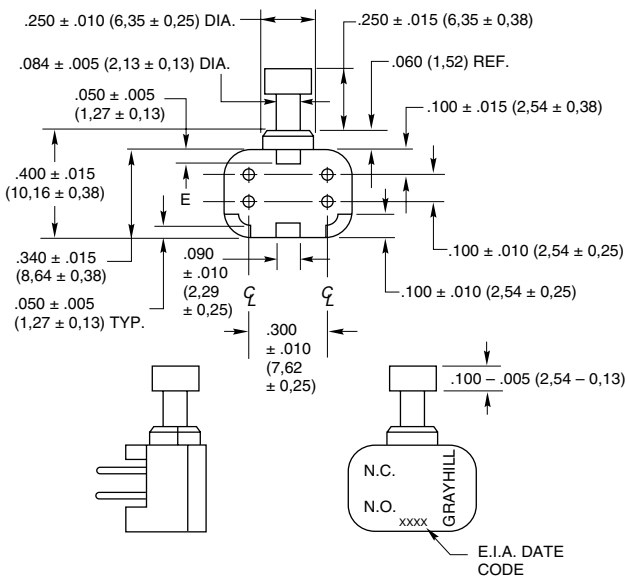 .250 ± .010 (6,35 ± 0,25) DIA.
.250 ± .015 (6,35 ± 0,38)
.084 ± .005 (2,13 ± 0,13) DIA.
.060 (1,52) REF.
.050 ± .005
(1,27 ± 0,13)
.100 ± .015 (2,54 ± 0,38)
.400 ± .015
(10,16 ± 0,38)
E
.340 ± .015
(8,64 ± 0,38)
.090
± .010
(2,29
± 0,25)
.100 ± .010 (2,54 ± 0,25)
.100 ± .010 (2,54 ± 0,25)
.050 ± .005
(1,27 ± 0,13) TYP.
CL
CL
.300
± .010
(7,62
± 0,25)
.100 – .005 (2,54 – 0,13)
N.C.
N.O.
xxxx
GRAYHILL
E.I.A. DATE
CODE